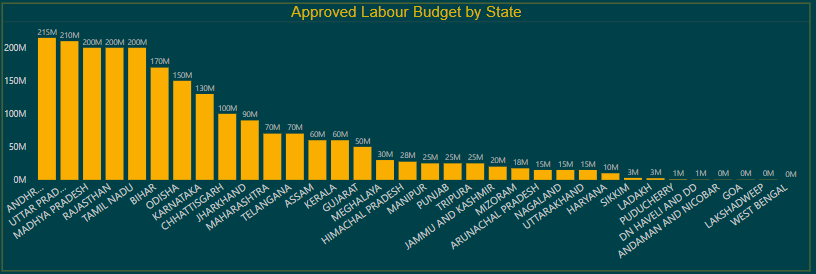 Approved Labour Budget by State
215M
210M
200M
200M
200M
170M
150M
130M
100M
90M
70M
70M
60M
60M
50M
30M
28M
25M
25M
25M
20M
18M
15M
15M
15M
10M
3M
3M
1M
1M
0M
0M
0M
0M
200M
150M
100M
50M
0M
ANDHR...
UTTAR PRAD...
MADHYA PRADESH
RAJASTHAN
TAMIL NADU
BIHAR
ODISHA
KARNATAKA
CHHATTISGARH
JHARKHAND
MAHARASHTRA
TELANGANA
ASSAM
KERALA
GUJARAT
MEGHALAYA
HIMACHAL PRADESH
MANIPUR
PUNJAB
TRIPURA
JAMMU AND KASHMIR
MIZORAM
ARUNACHAL PRADESH
NAGALAND
UTTARAKHAND
HARYANA
SIKKIM
LADAKH
PUDUCHERRY
DN HAVELI AND DD
ANDAMAN AND NICOBAR
GOA
LAKSHADWEEP
WEST BENGAL